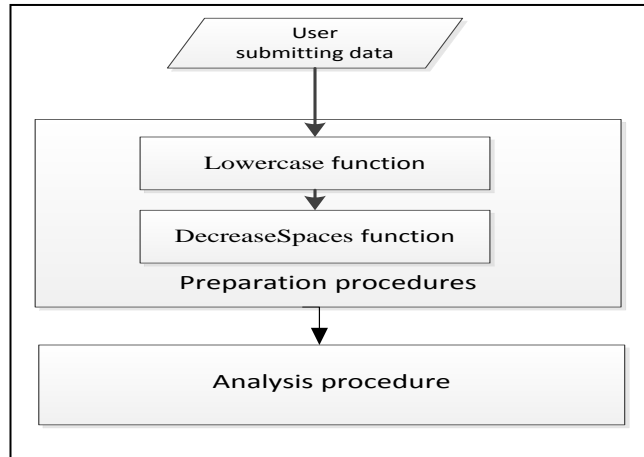 User
submitting data
Lowercase function
DecreaseSpaces function
Preparation procedures
Analysis procedure